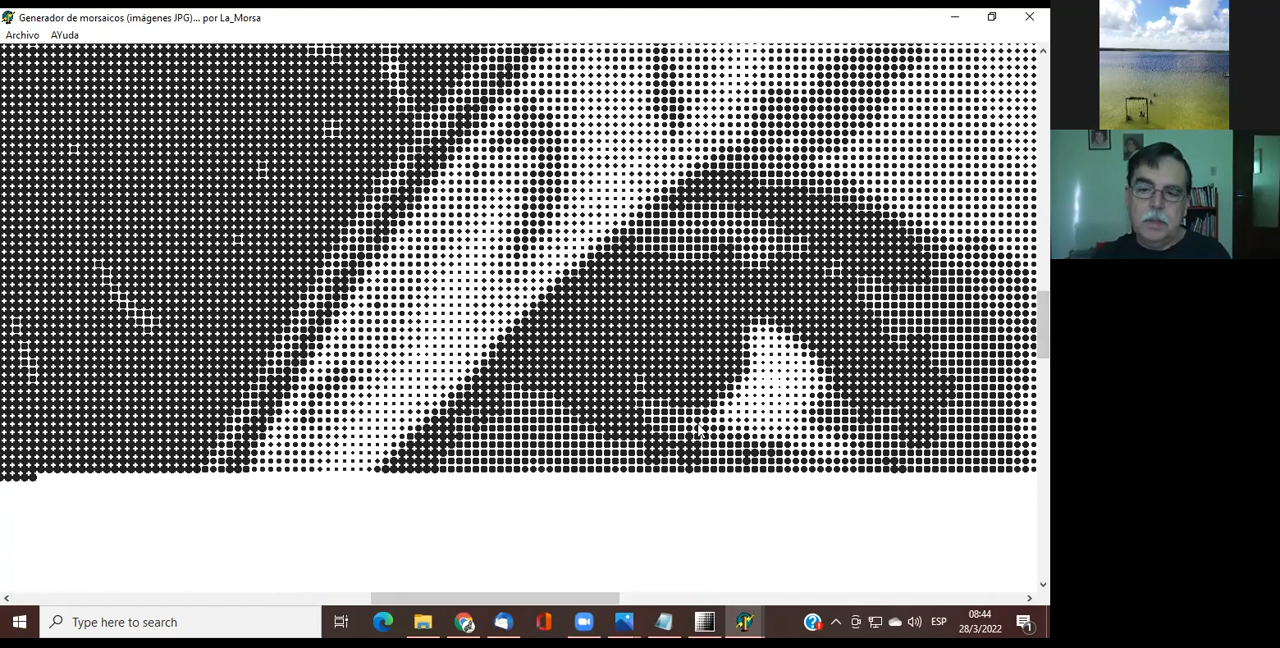 Generador de morsaicos (imágenes JPG)... por La_Morsa
Archivo AYuda
Type here to search
ESP
08:44
28/3/2022
1